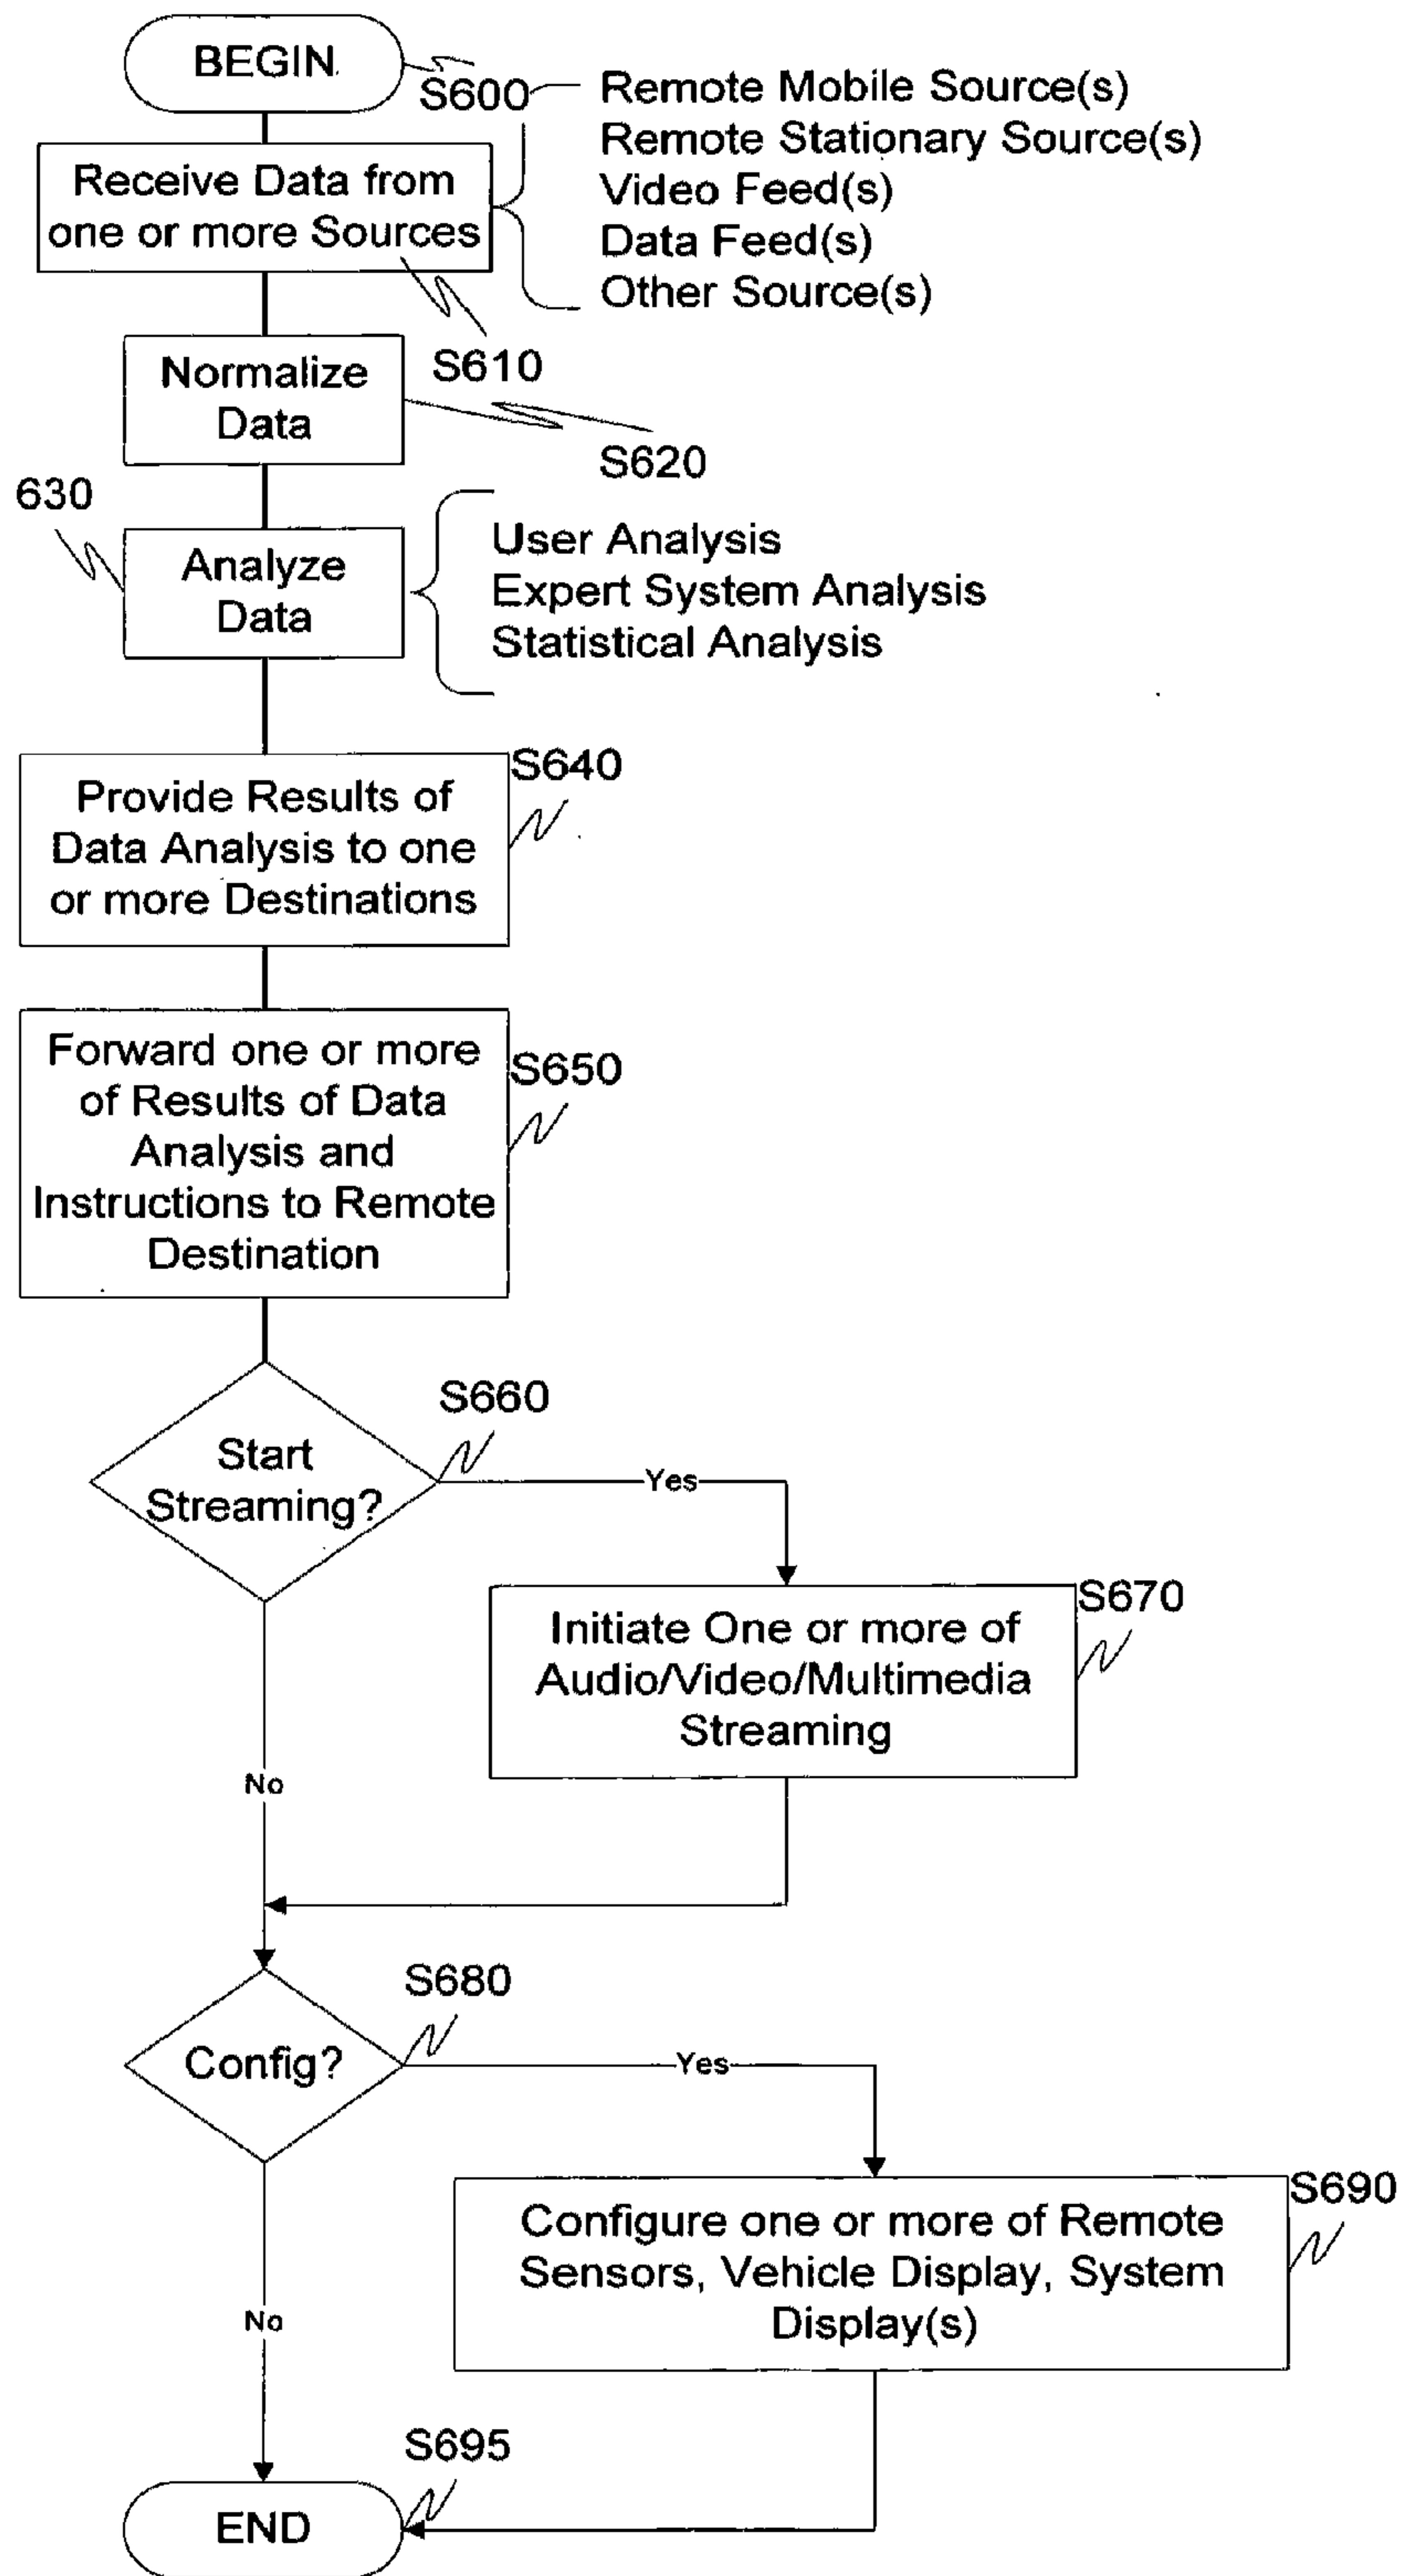 BEGIN
S600
Remote Mobile Source(s)
Remote Stationary Source(s)
Video Feed(s)
Data Feed(s)
Other Source(s)
Receive Data from
one or more Sources
S610
Normalize
Data
S620
630
Analyze
Data
User Analysis
Expert System Analysis
Statistical Analysis
S640
Provide Results of
Data Analysis to one
or more Destinations
S650
Forward one or more
of Results of Data
Analysis and
Instructions to Remote
Destination
S660
Start
Streaming?
Yes
S670
Initiate One or more of
Audio/Video/Multimedia
Streaming
No
S680
Config?
Yes
S690
Configure one or more of Remote
Sensors, Vehicle Display, System
Display(s)
No
S695
END